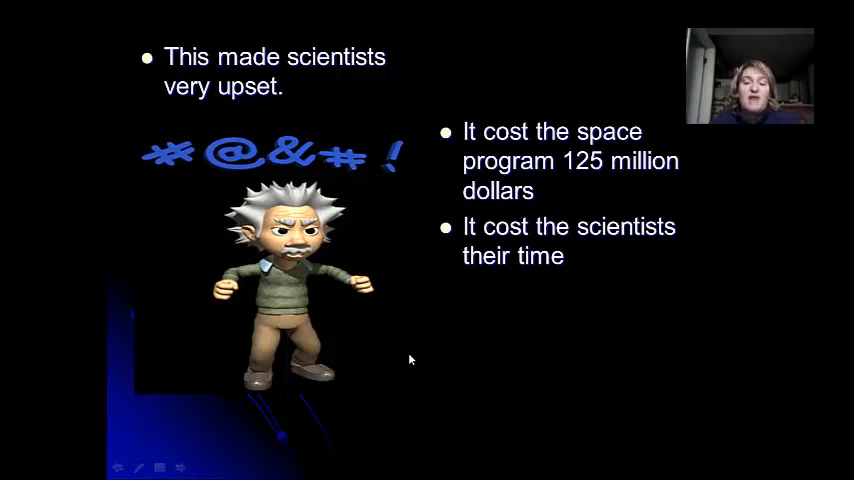 This made scientists
very upset.
#@&#!
It cost the space
program 125 million
dollars
It cost the scientists
their time